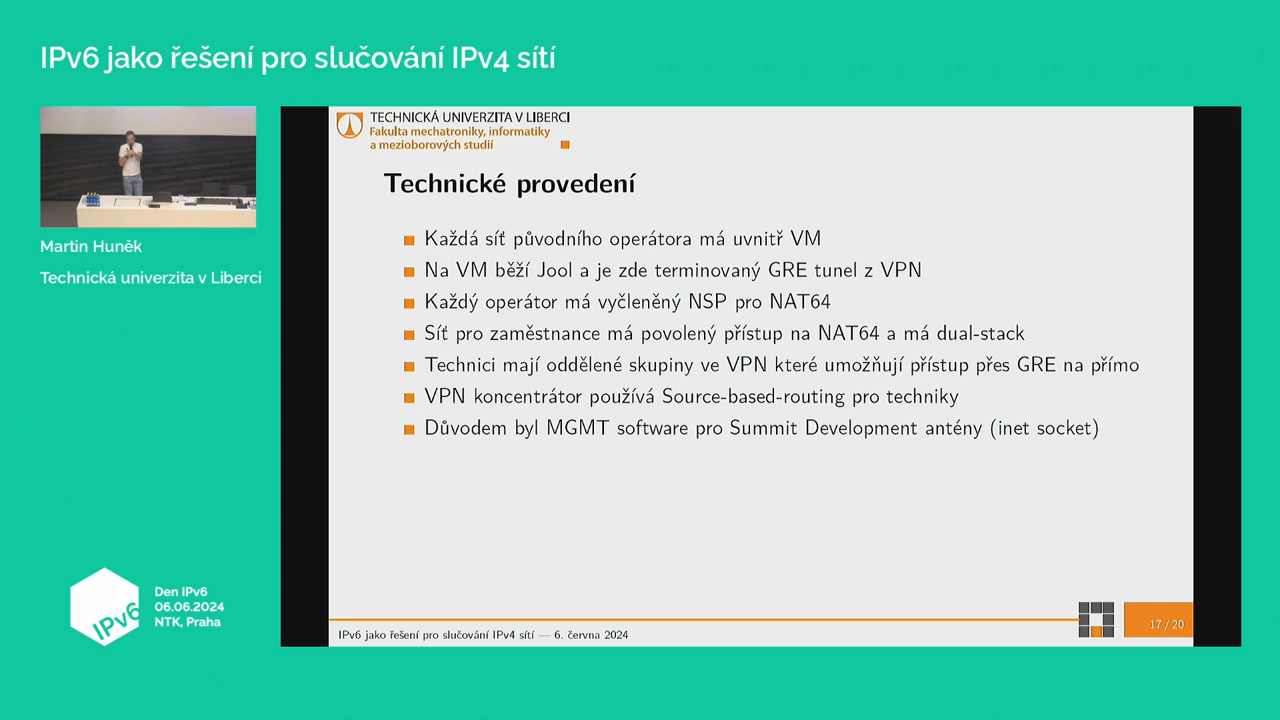 IPv6 jako řešení pro slučování IPv4 sítí
Martin Huněk
Technická univerzita v Liberci
TECHNICKÁ UNIVERZITA V LIBERCI
Fakulta mechatroniky, informatiky
a mezioborových studií
Technické provedení
Každá síť původního operátora má uvnitř VM
Na VM běží Jool a je zde terminovaný GRE tunel z VPN
Každý operátor má vyčleněný NSP pro NAT64
Síť pro zaměstnance má povolený přístup na NAT64 a má dual-stack
Technici mají oddělené skupiny ve VPN které umožňují přístup přes GRE na přímo
VPN koncentrátor používá Source-based-routing pro techniky
Důvodem byl MGMT software pro Summit Development antény (inet socket)
IPv6 jako řešení pro slučování IPv4 sítí — 6. června 2024
17 / 20
IPv6
Den IPv6
06.06.2024
NTK, Praha